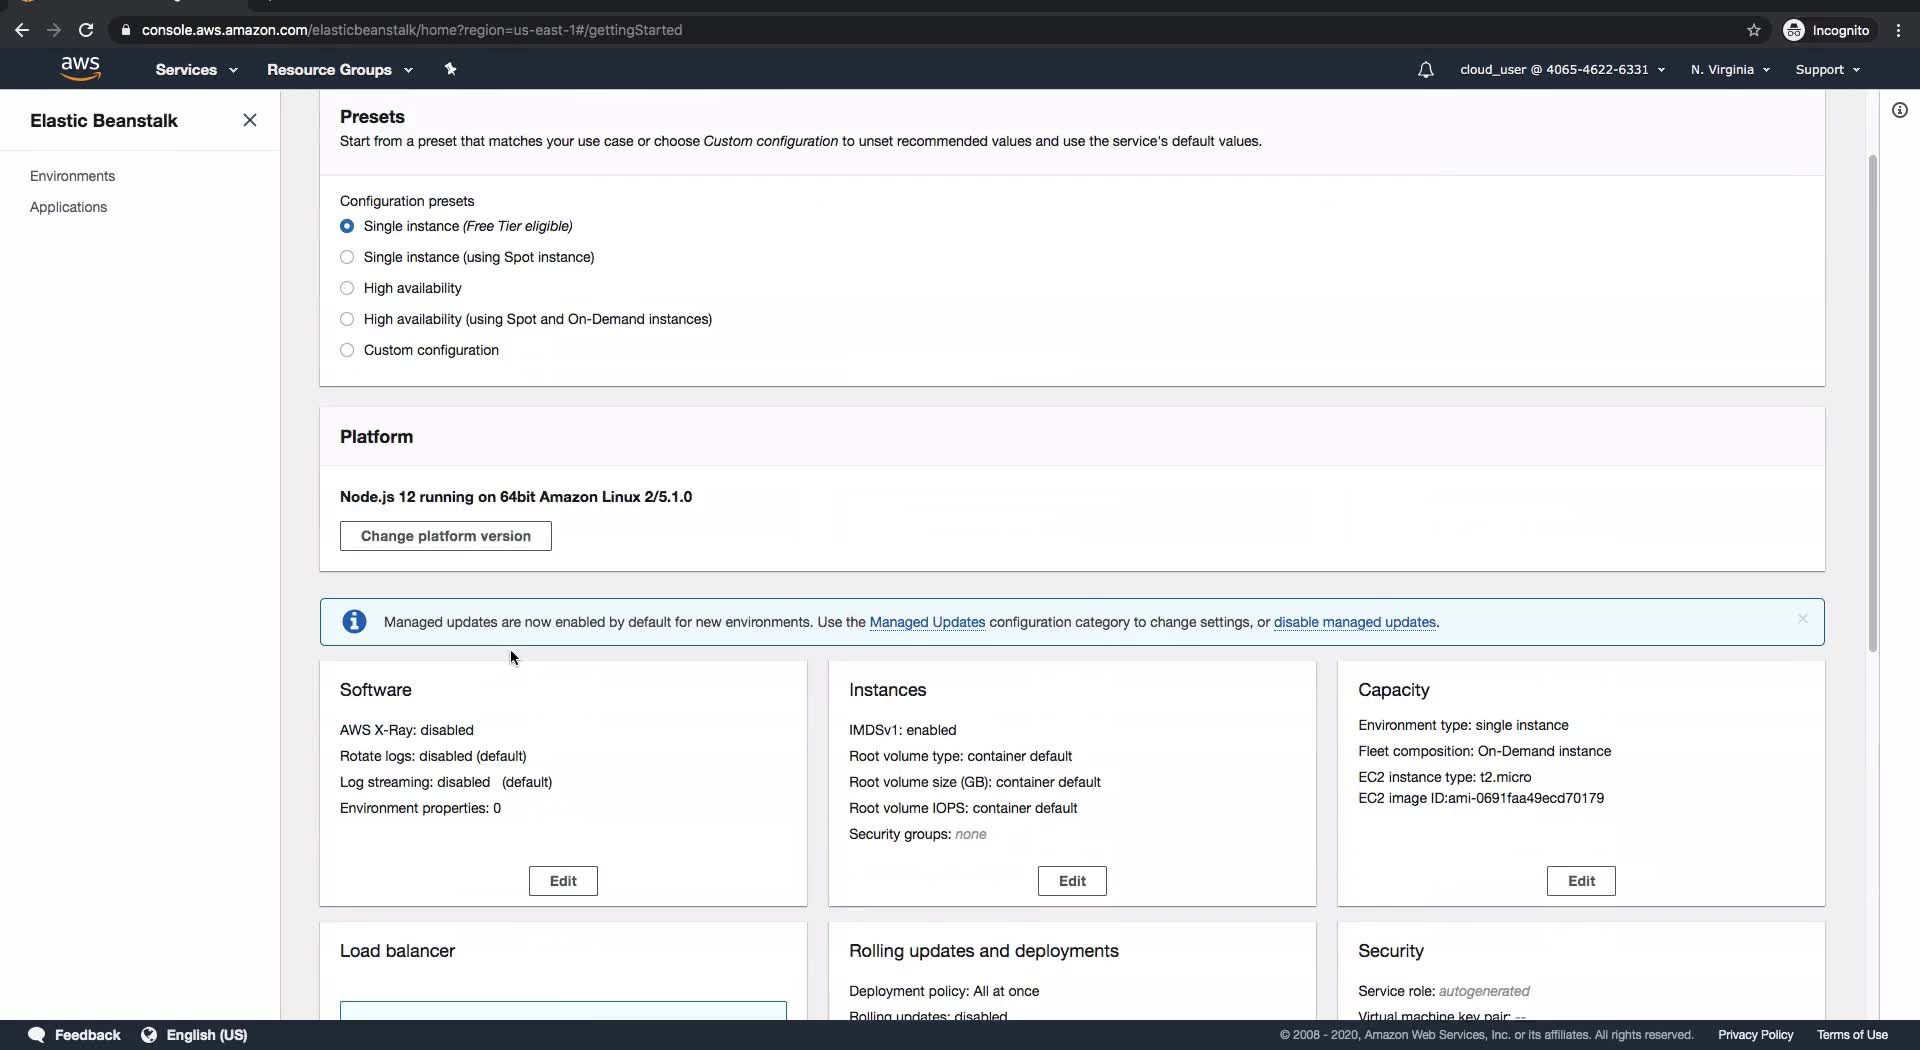 console.aws.amazon.com/elasticbeanstalk/home?region=us-east-1#/gettingStarted
Incognito
aws
Services
Resource Groups
cloud_user @ 4065-4622-6331
N. Virginia
Support
Elastic Beanstalk
Environments
Applications
Presets
Start from a preset that matches your use case or choose Custom configuration to unset recommended values and use the service's default values.
Configuration presets
Single instance (Free Tier eligible)
Single instance (using Spot instance)
High availability
High availability (using Spot and On-Demand instances)
Custom configuration
Platform
Node.js 12 running on 64bit Amazon Linux 2/5.1.0
Change platform version
Managed updates are now enabled by default for new environments. Use the Managed Updates configuration category to change settings, or disable managed updates.
Software
AWS X-Ray: disabled
Rotate logs: disabled (default)
Log streaming: disabled (default)
Environment properties: 0
Edit
Instances
IMDSv1: enabled
Root volume type: container default
Root volume size (GB): container default
Root volume IOPS: container default
Security groups: none
Edit
Capacity
Environment type: single instance
Fleet composition: On-Demand instance
EC2 instance type: t2.micro
EC2 image ID:ami-0691faa49ecd70179
Edit
Load balancer
Rolling updates and deployments
Deployment policy: All at once
Rolling updates: disabled
Security
Service role: autogenerated
Virtual machine key pair: --
Feedback
English (US)
© 2008 - 2020, Amazon Web Services, Inc. or its affiliates. All rights reserved.
Privacy Policy
Terms of Use